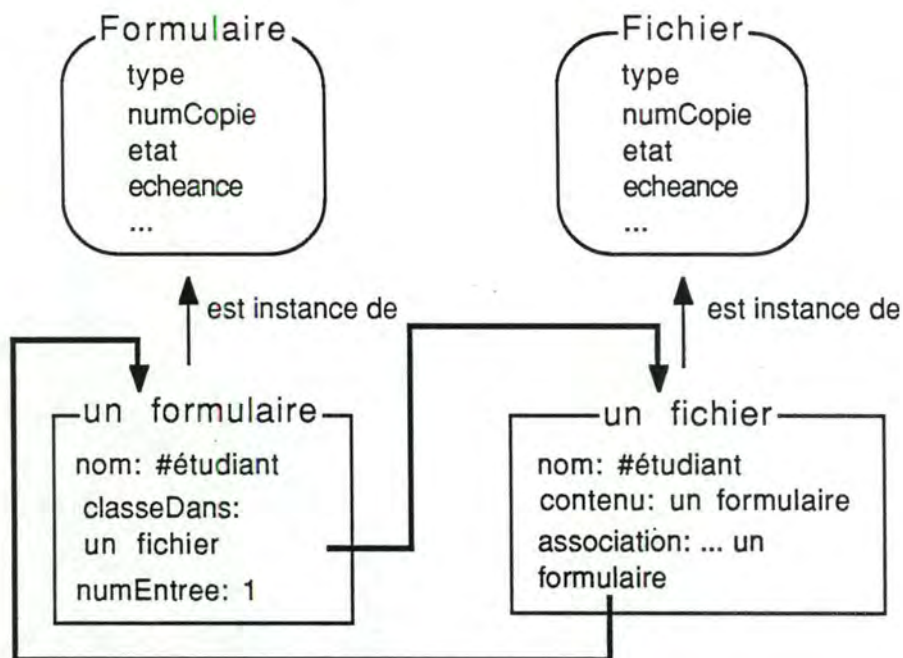 Formulaire
type
numCopie
etat
echeance
...
Fichier
type
numCopie
etat
echeance
...
est instance de
est instance de
un formulaire
nom: #étudiant
classeDans:
un fichier
numEntree: 1
un fichier
nom: #étudiant
contenu: un formulaire
association: ... un
formulaire